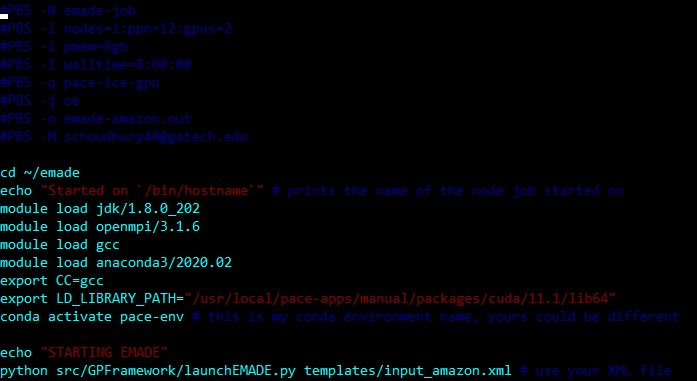 #PBS -N emade-job
#PBS -l nodes=1:ppn=12:gpus=2
#PBS -l pmem=8gb
#PBS -l walltime=8:00:00
#PBS -q pace-ice-gpu
#PBS -j oe
#PBS -o emade-amazon.out
#PBS -M schoudhury40@gatech.edu
cd ~/emade
echo "Started on `/bin/hostname`" # prints the name of the node job started on
module load jdk/1.8.0_202
module load openmpi/3.1.6
module load gcc
module load anaconda3/2020.02
export CC=gcc
export LD_LIBRARY_PATH="/usr/local/pace-apps/manual/packages/cuda/11.1/lib64"
conda activate pace-env # this is my conda environment name, yours could be different
echo "STARTING EMADE"
python src/GPFramework/launchEMADE.py templates/input_amazon.xml # use your XML file